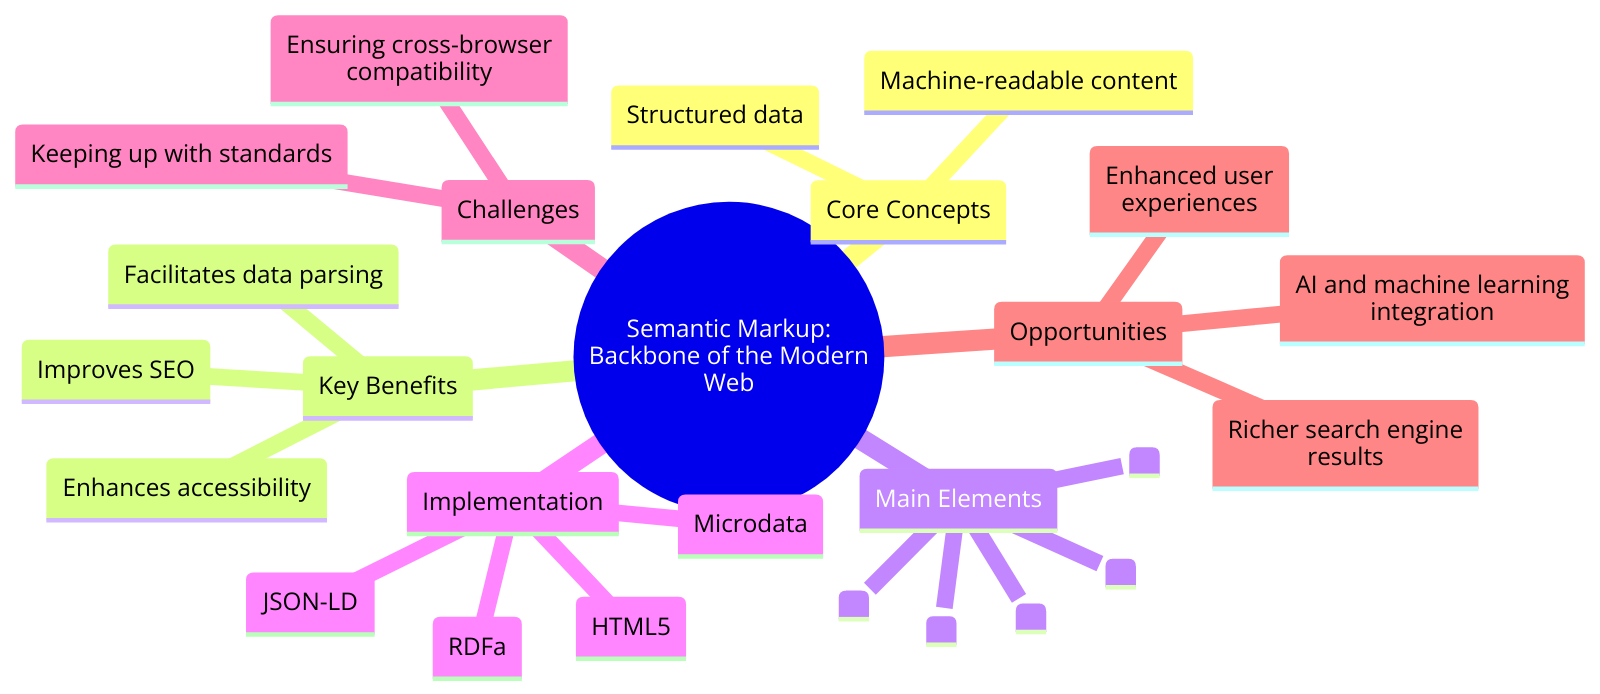 Semantic Markup:
Backbone of the Modern
Web
Core Concepts
Structured data
Machine-readable content
Opportunities
Enhanced user
experiences
AI and machine learning
integration
Richer search engine
results
Main Elements
Implementation
Microdata
HTML5
RDFa
JSON-LD
Key Benefits
Facilitates data parsing
Improves SEO
Enhances accessibility
Challenges
Ensuring cross-browser
compatibility
Keeping up with standards